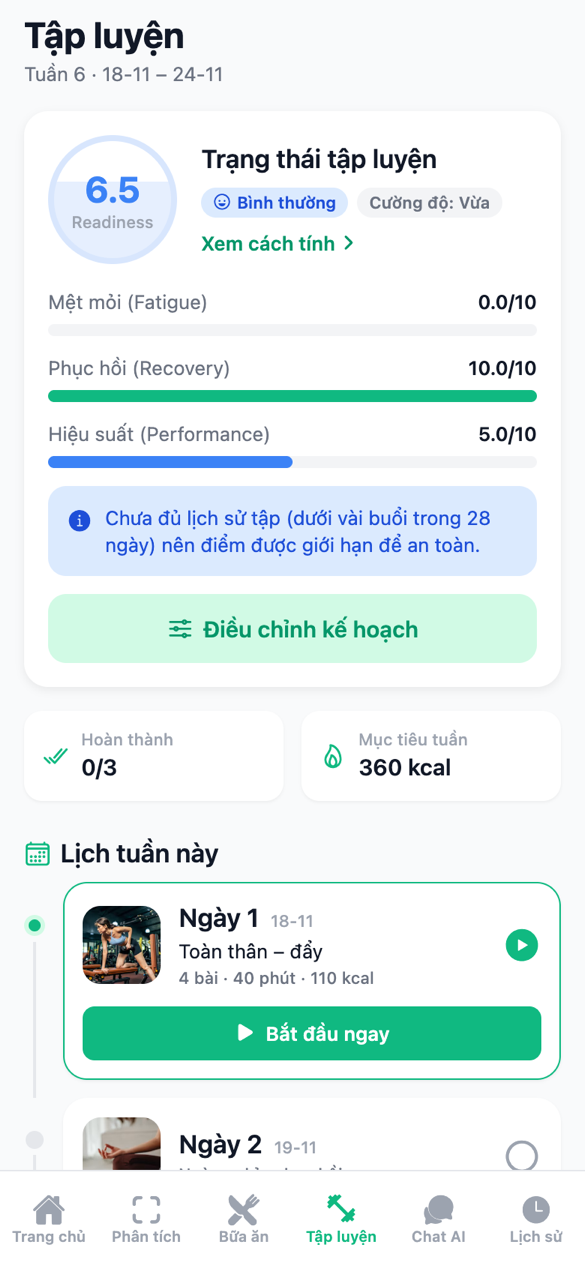 Tập luyện
Tuần 6 · 18-11 – 24-11
6.5
Readiness
Trạng thái tập luyện
Bình thường
Cường độ: Vừa
Xem cách tính
Mệt mỏi (Fatigue)
0.0/10
Phục hồi (Recovery)
10.0/10
Hiệu suất (Performance)
5.0/10
Chưa đủ lịch sử tập (dưới vài buổi trong 28
ngày) nên điểm được giới hạn để an toàn.
Điều chỉnh kế hoạch
Hoàn thành
0/3
Mục tiêu tuần
360 kcal
Lịch tuần này
Ngày 1 18-11
Toàn thân – đẩy
4 bài · 40 phút · 110 kcal
Bắt đầu ngay
Ngày 2 19-11
Trang chủ
Phân tích
Bữa ăn
Tập luyện
Chat AI
Lịch sử